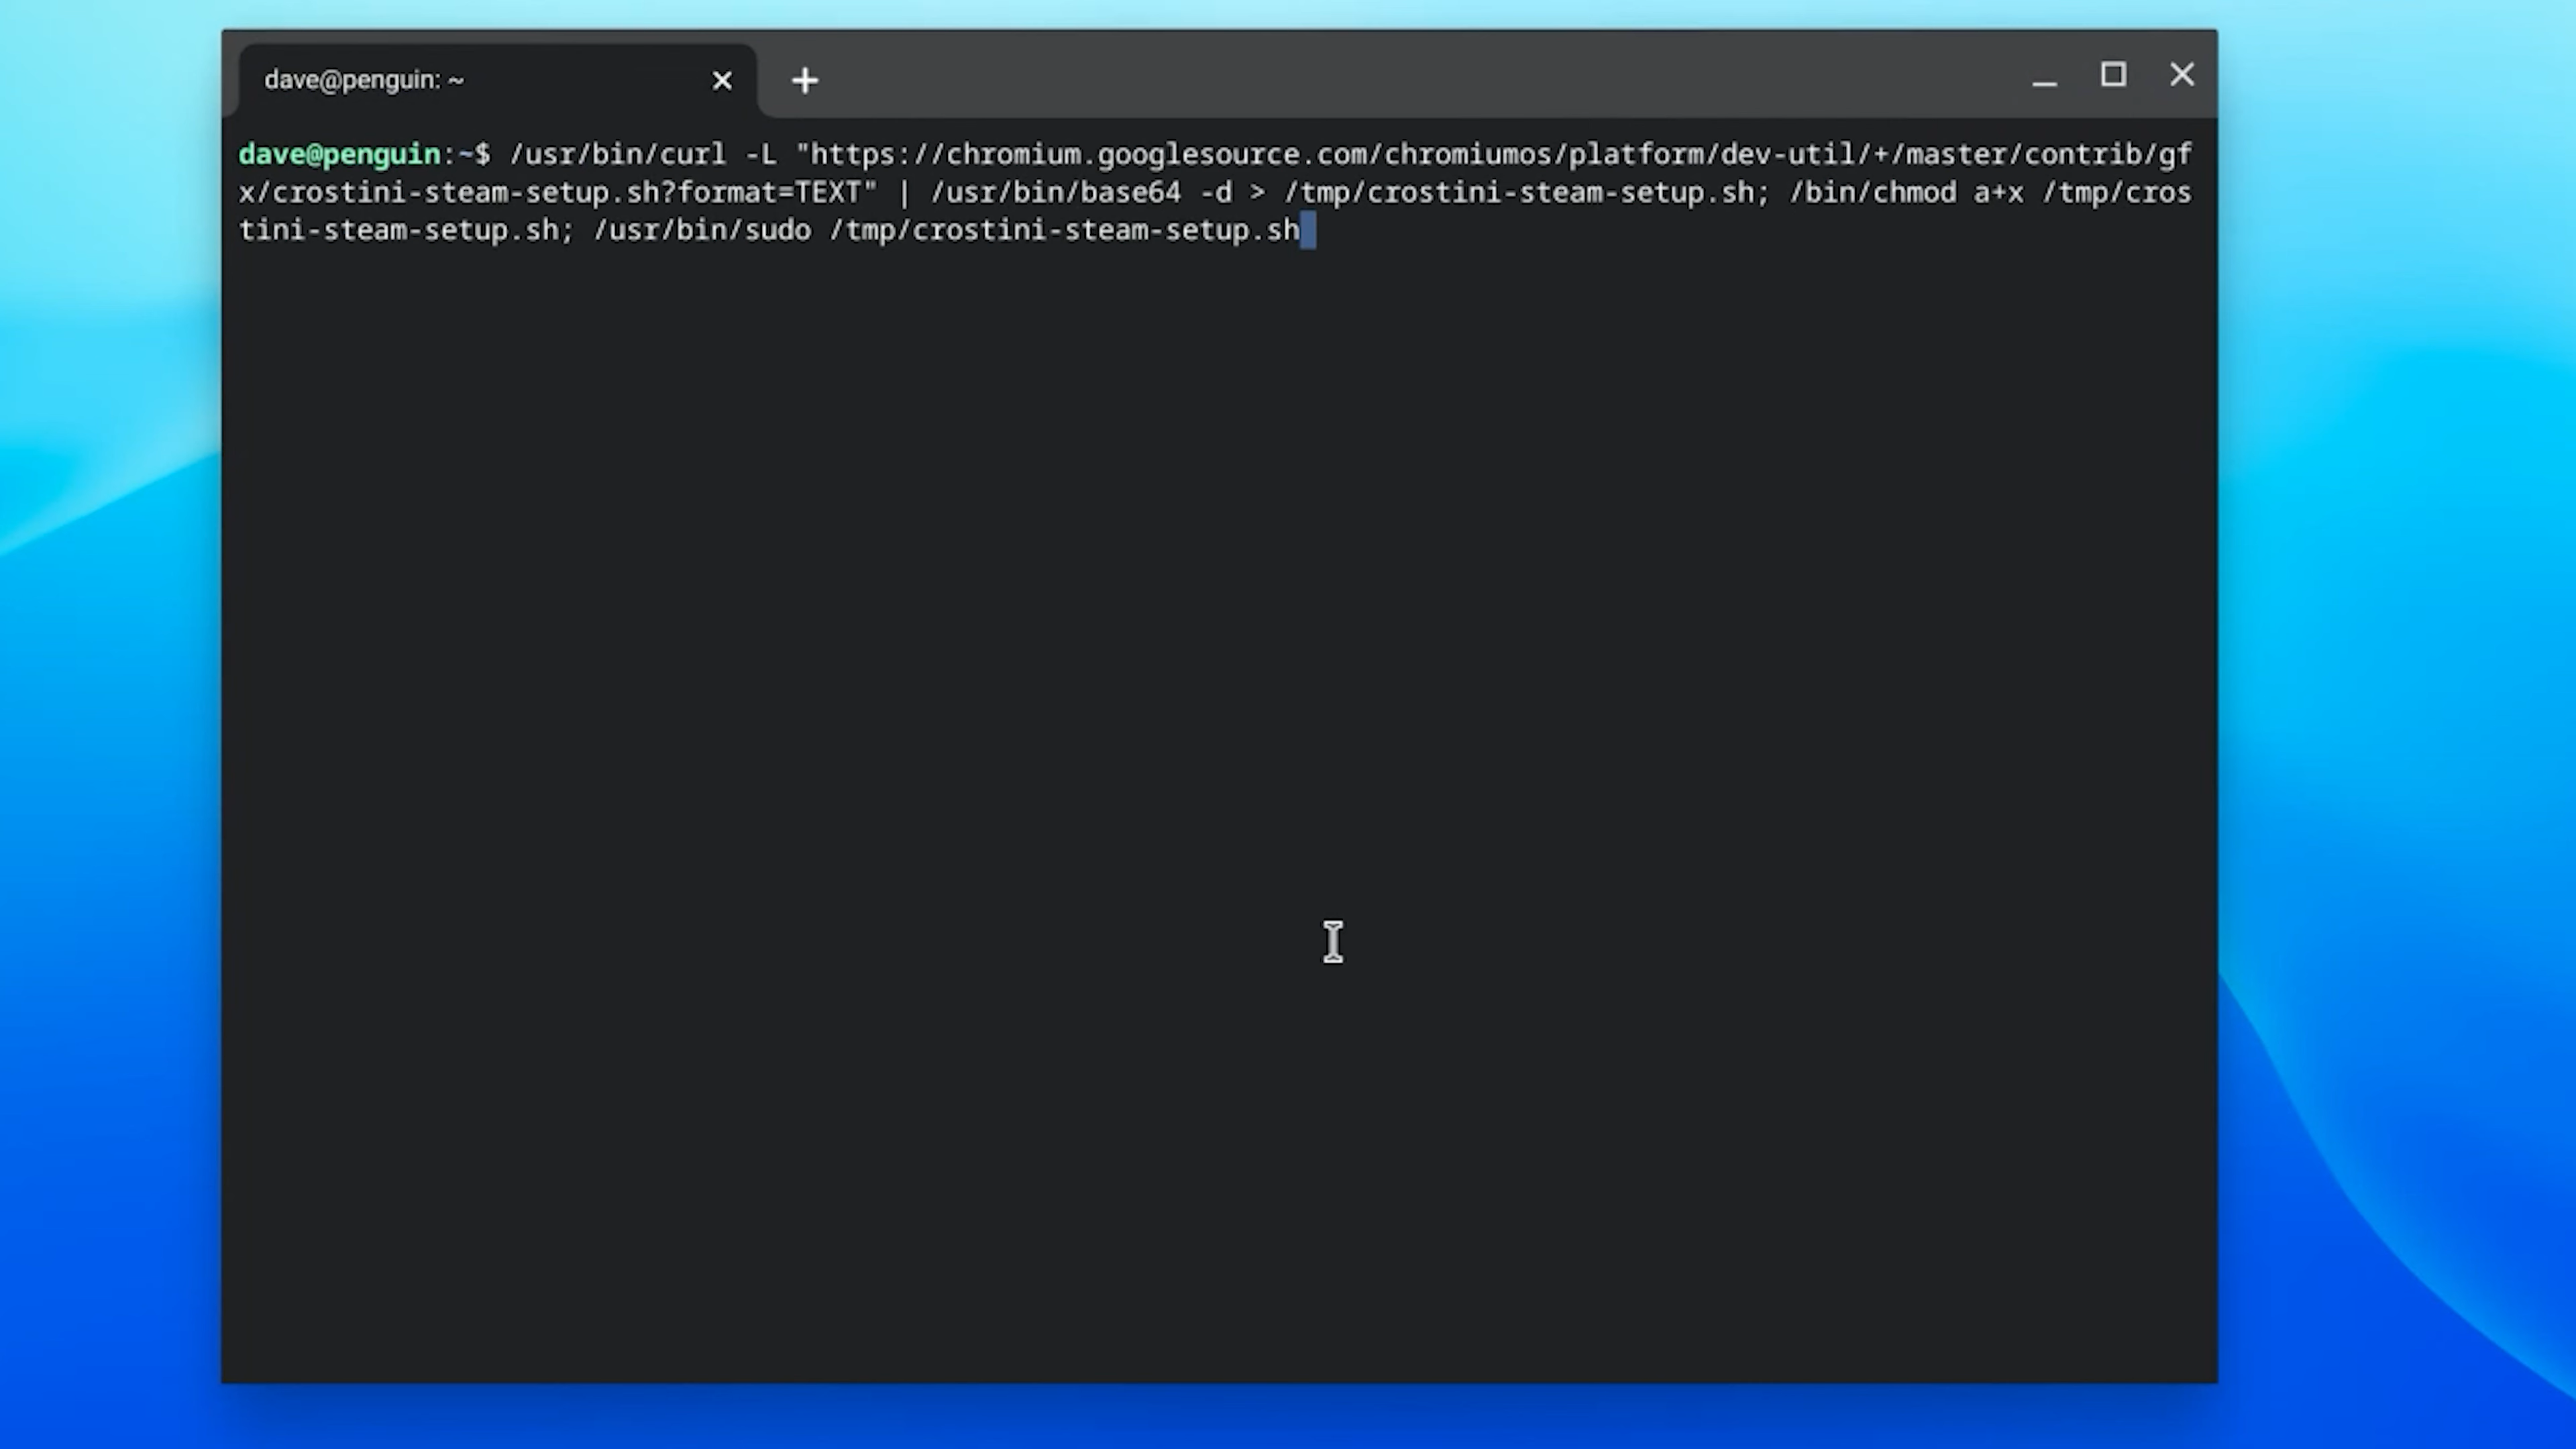 dave@penguin: ~
dave@penguin:~$ /usr/bin/curl -L "https://chromium.googlesource.com/chromiumos/platform/dev-util/+/master/contrib/gf
x/crostini-steam-setup.sh?format=TEXT" | /usr/bin/base64 -d > /tmp/crostini-steam-setup.sh; /bin/chmod a+x /tmp/cros
tini-steam-setup.sh; /usr/bin/sudo /tmp/crostini-steam-setup.sh